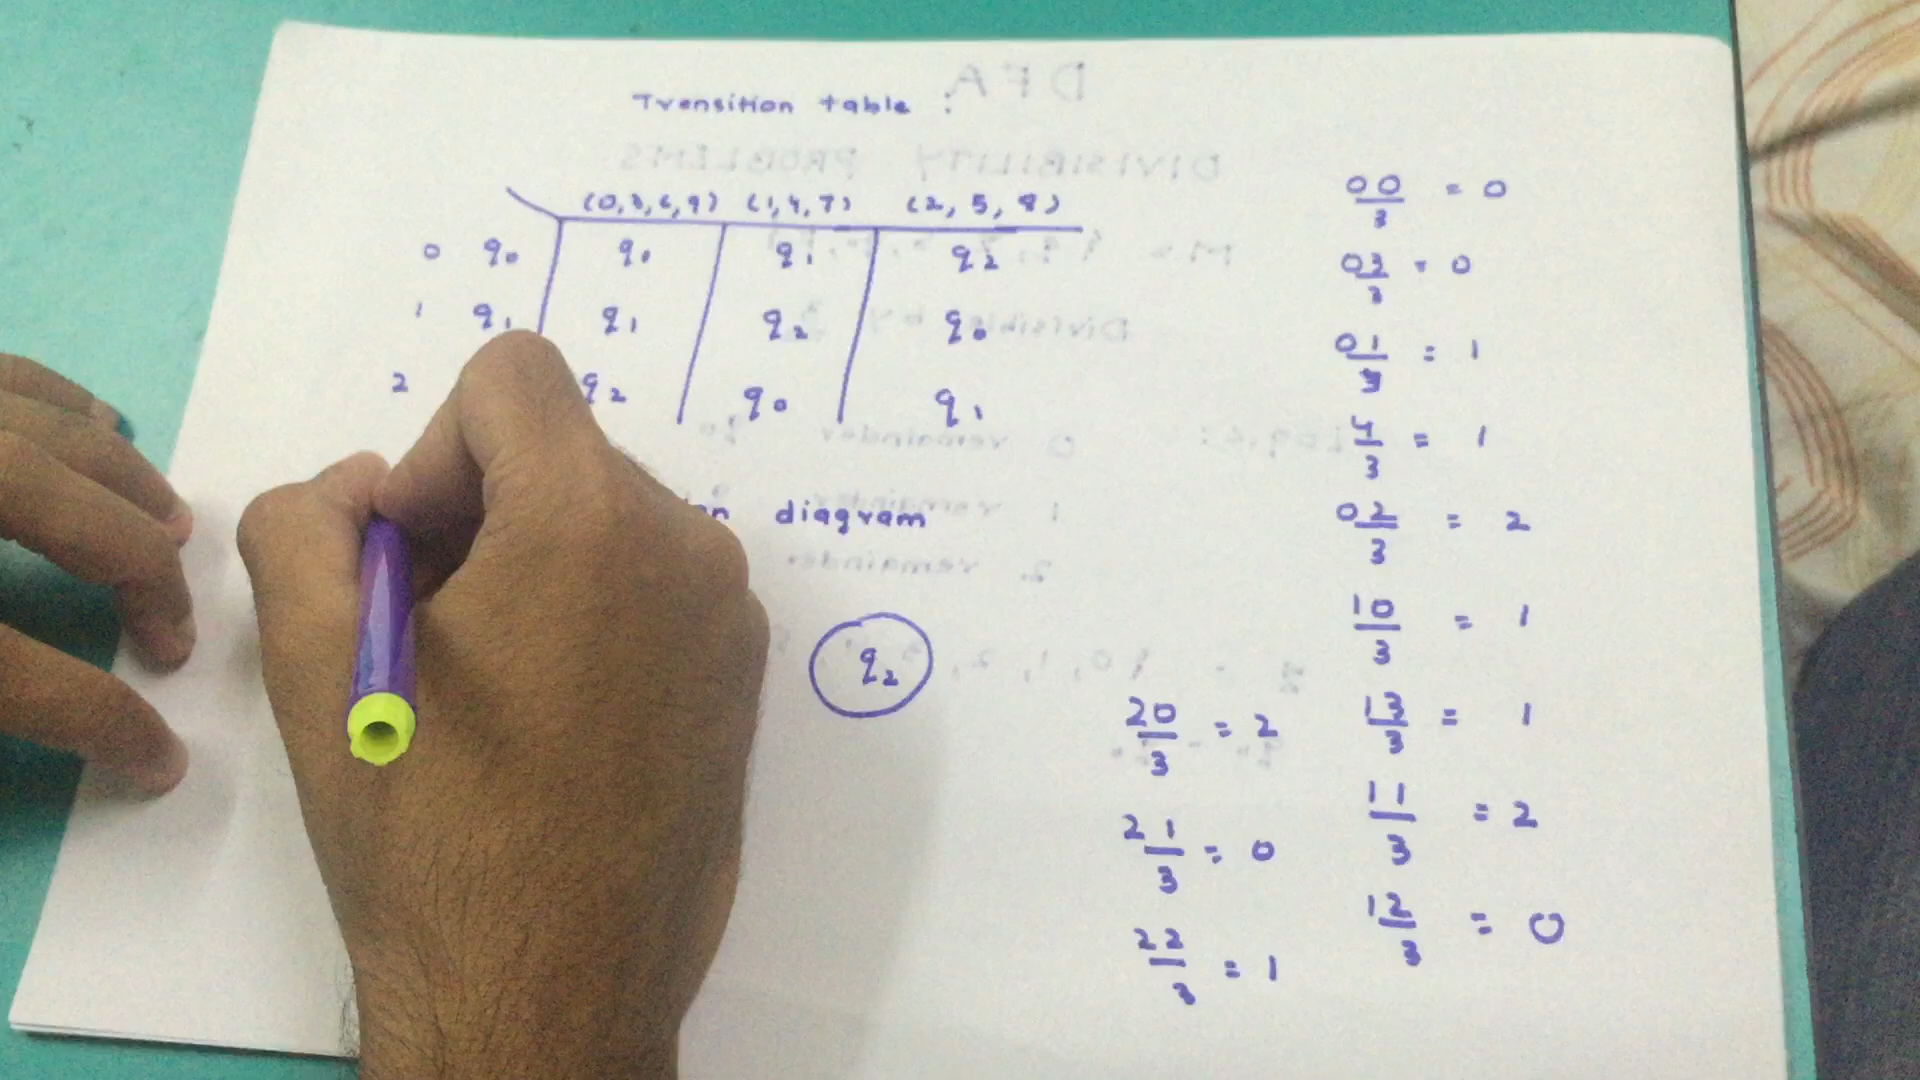 Transition table :
(0,3,6,9) (1,4,7) (2, 5, 8)
0 q0 q0 q1 q2
1 q1 q1 q2 q0
2 q2 q0 q1
diagram
q2
00/3 = 0
03/3 = 0
01/3 = 1
4/3 = 1
02/3 = 2
10/3 = 1
13/3 = 1
11/3 = 2
12/3 = 0
20/3 = 2
21/3 = 0
22/3 = 1